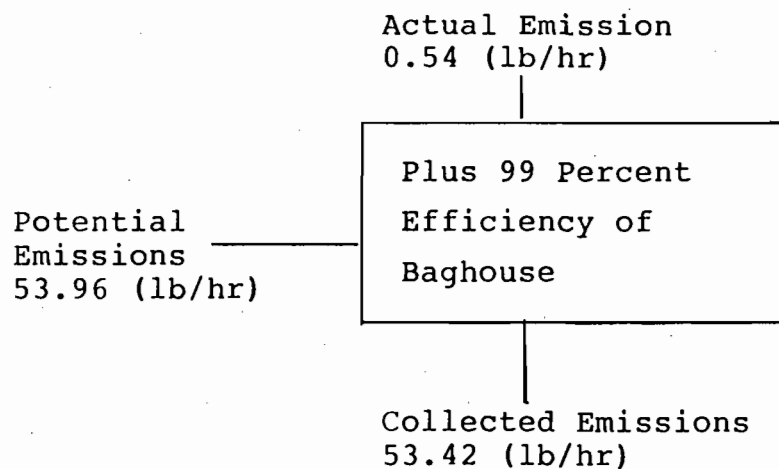 Actual Emission
0.54 (lb/hr)
Plus 99 Percent
Efficiency of
Baghouse
Potential
Emissions
53.96 (lb/hr)
Collected Emissions
53.42 (lb/hr)